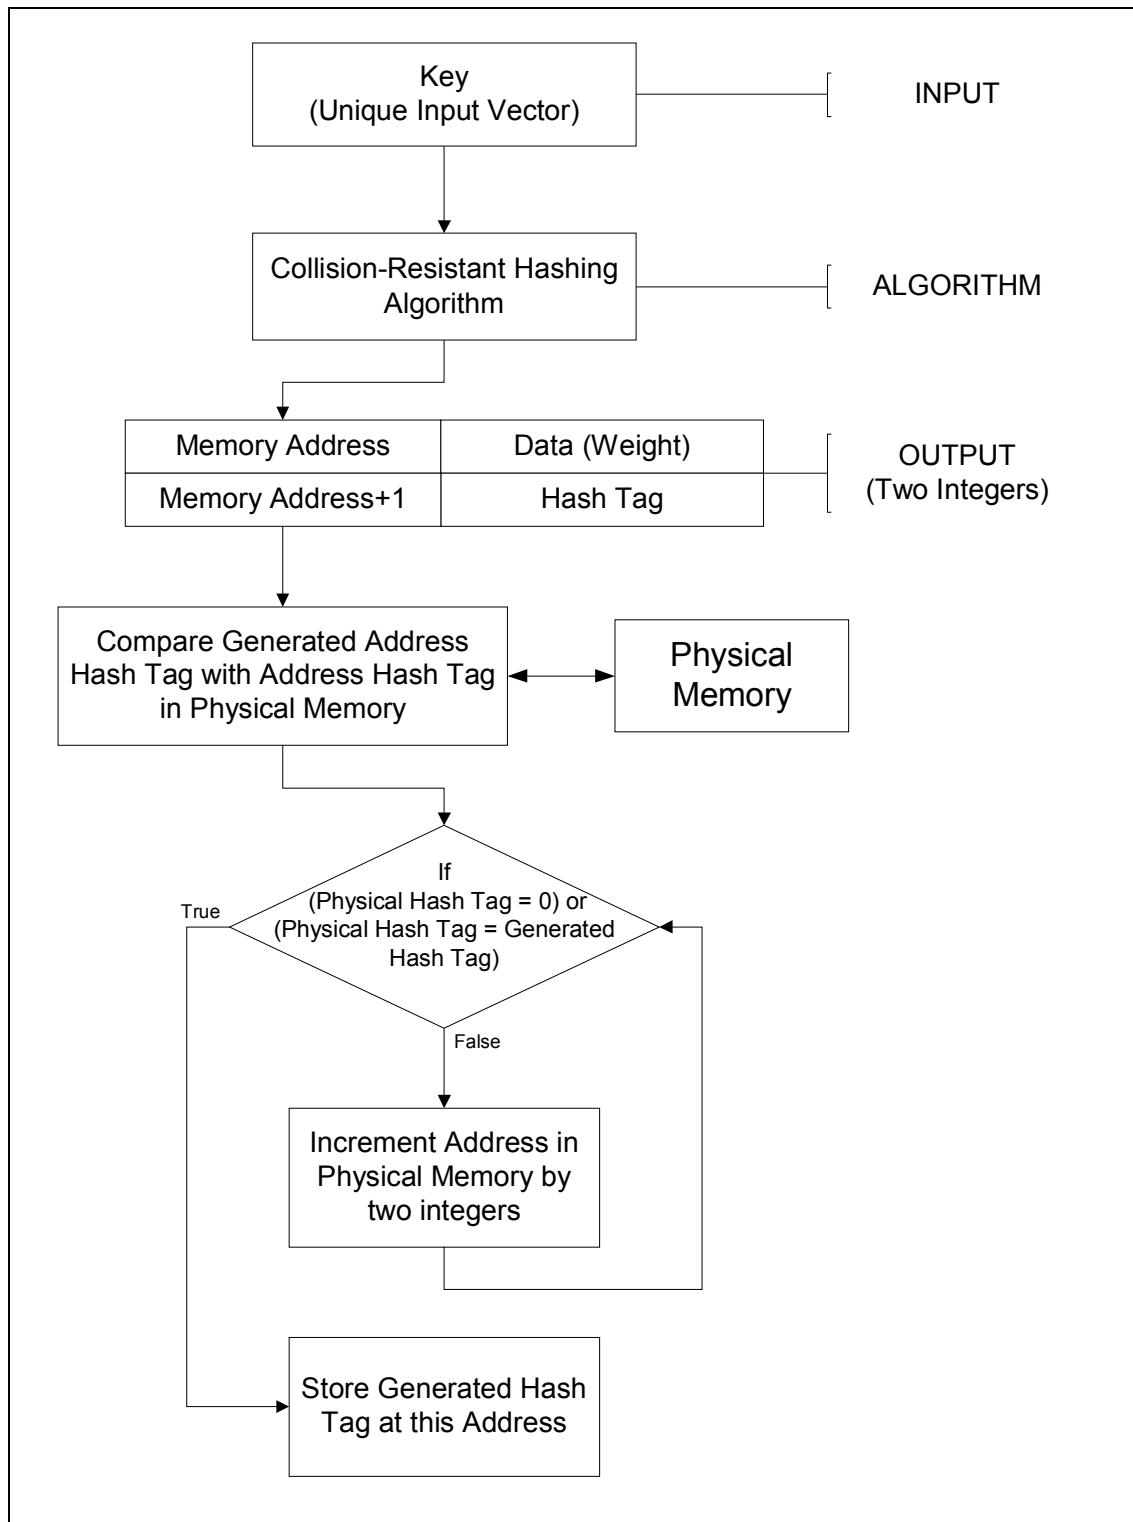 Key
(Unique Input Vector)
INPUT
Collision-Resistant Hashing
Algorithm
ALGORITHM
Memory Address
Data (Weight)
Memory Address+1
Hash Tag
OUTPUT
(Two Integers)
Compare Generated Address
Hash Tag with Address Hash Tag
in Physical Memory
Physical
Memory
If
(Physical Hash Tag = 0) or
(Physical Hash Tag = Generated
Hash Tag)
True
False
Increment Address in
Physical Memory by
two integers
Store Generated Hash
Tag at this Address